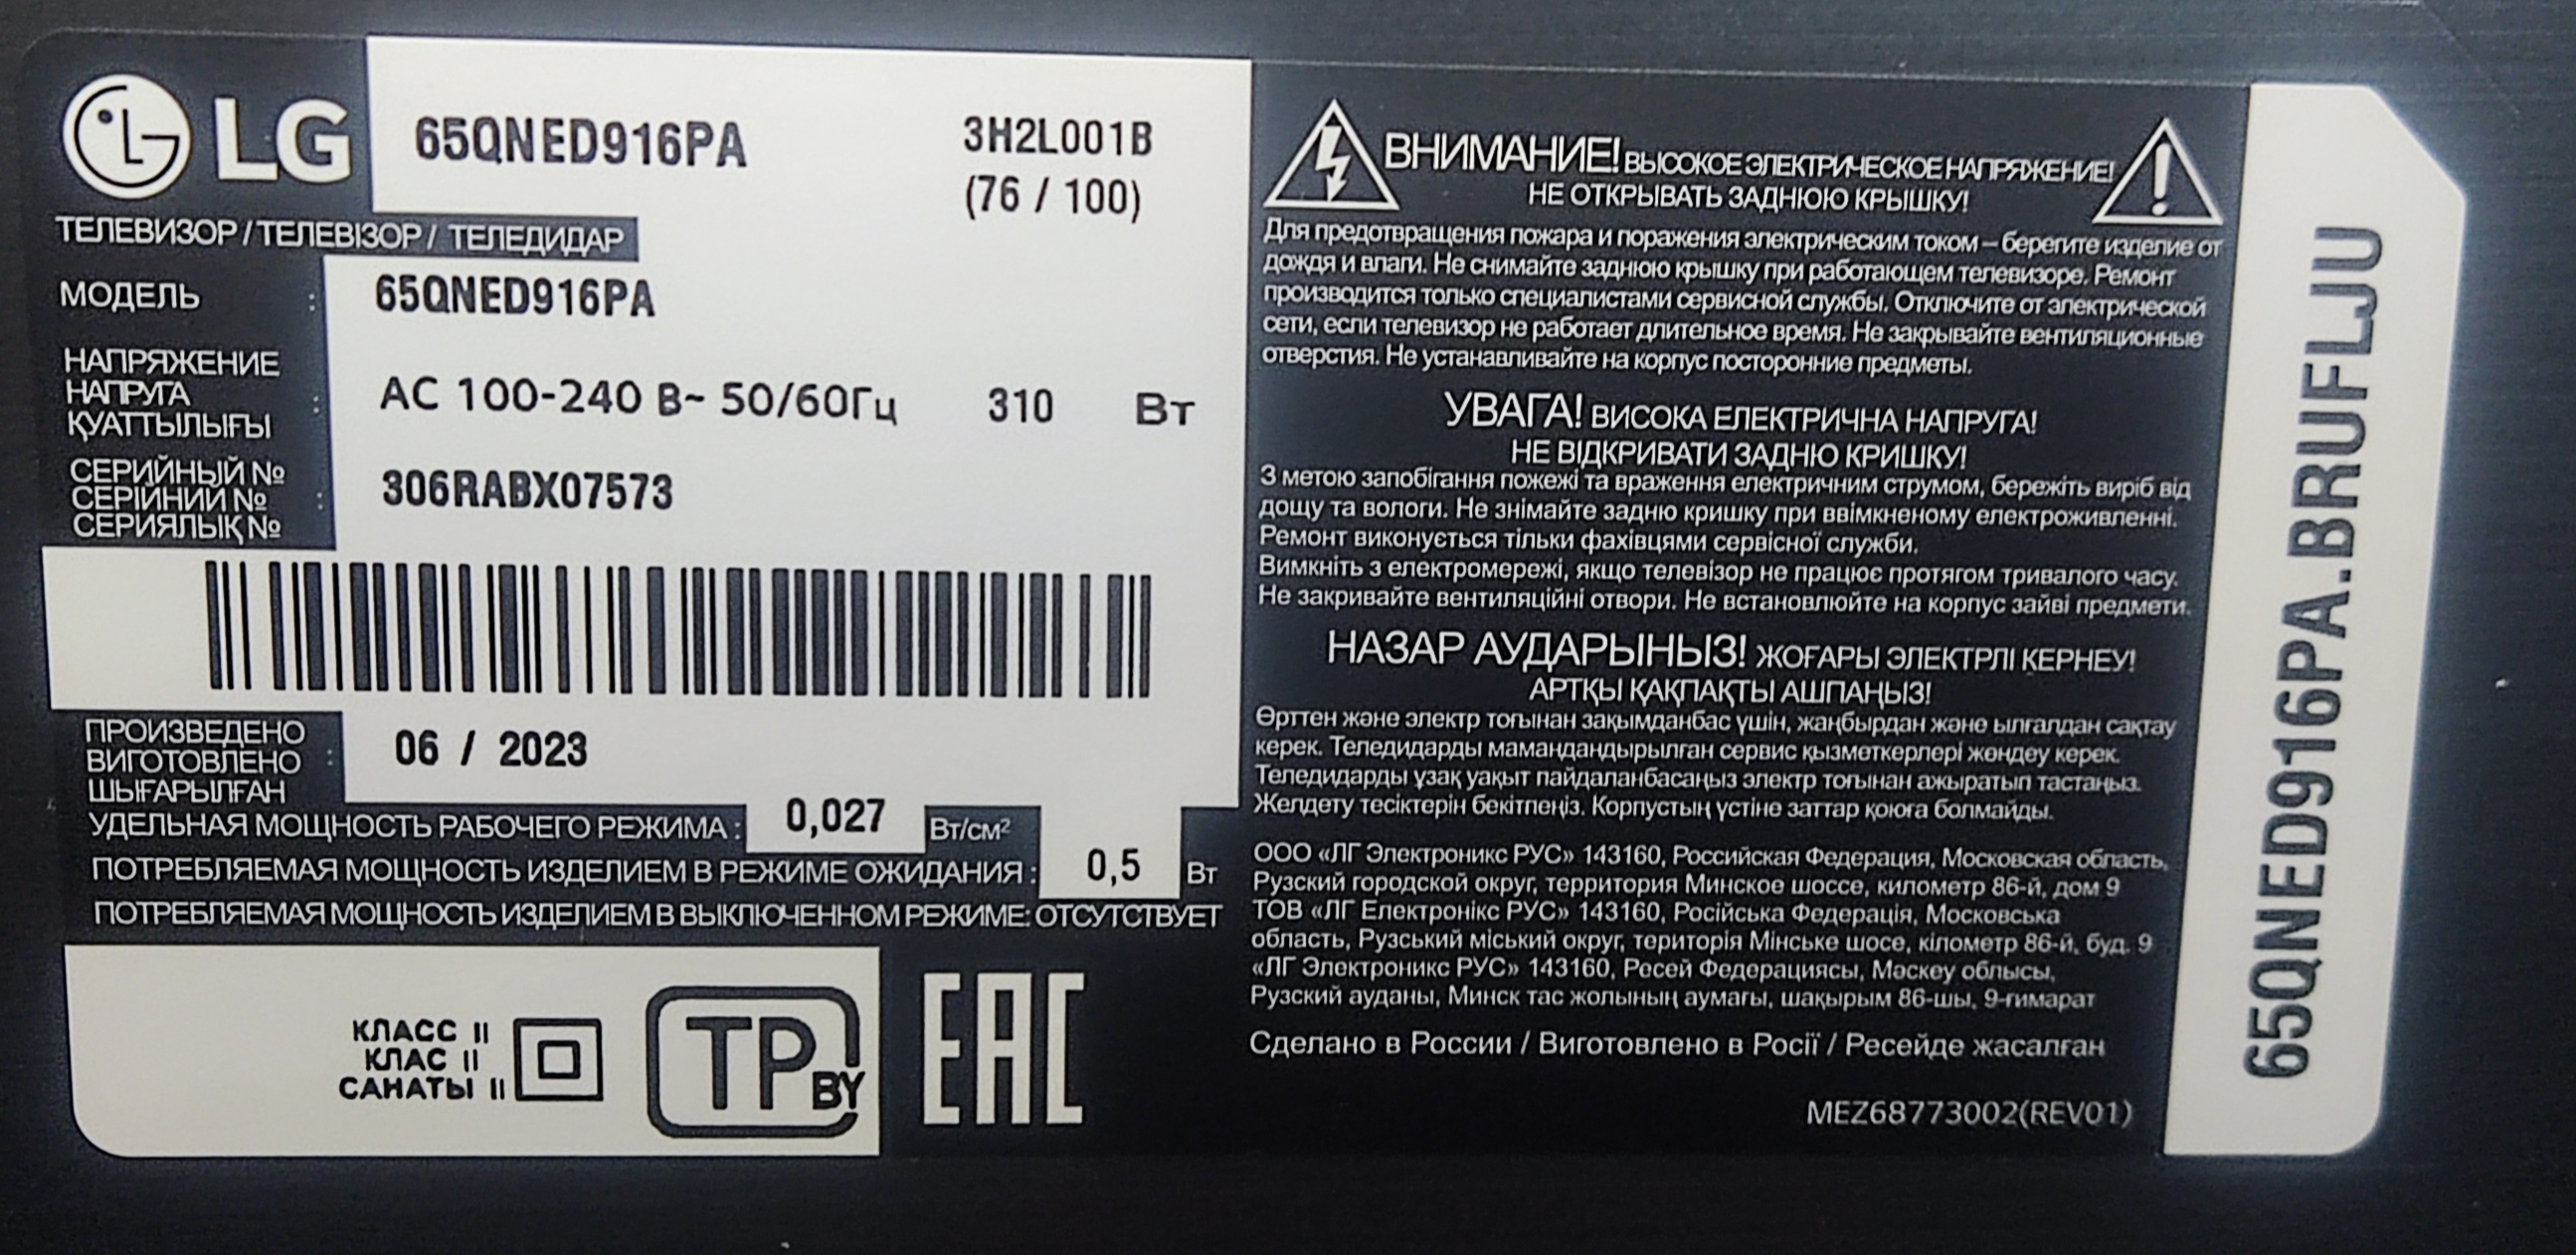 LG
65QNED916PA
3H2L001B
(76 / 100)
ТЕЛЕВИЗОР / ТЕЛЕВІЗОР / ТЕЛЕДИДАР
МОДЕЛЬ : 65QNED916PA
НАПРЯЖЕНИЕ
НАПРУГА : AC 100-240 В~ 50/60Гц 310 Вт
ҚУАТТЫЛЫҒЫ
СЕРИЙНЫЙ №
СЕРІЙНИЙ № : 306RABX07573
СЕРИЯЛЫҚ №
ПРОИЗВЕДЕНО
ВИГОТОВЛЕНО : 06 / 2023
ШЫҒАРЫЛҒАН
УДЕЛЬНАЯ МОЩНОСТЬ РАБОЧЕГО РЕЖИМА : 0,027 Вт/см²
ПОТРЕБЛЯЕМАЯ МОЩНОСТЬ ИЗДЕЛИЕМ В РЕЖИМЕ ОЖИДАНИЯ : 0,5 Вт
ПОТРЕБЛЯЕМАЯ МОЩНОСТЬ ИЗДЕЛИЕМ В ВЫКЛЮЧЕННОМ РЕЖИМЕ: ОТСУТСТВУЕТ
КЛАСС II
КЛАС II
САНАТЫ II
TP BY
EAC
ВНИМАНИЕ! ВЫСОКОЕ ЭЛЕКТРИЧЕСКОЕ НАПРЯЖЕНИЕ!
НЕ ОТКРЫВАТЬ ЗАДНЮЮ КРЫШКУ!
Для предотвращения пожара и поражения электрическим током – берегите изделие от
дождя и влаги. Не снимайте заднюю крышку при работающем телевизоре. Ремонт
производится только специалистами сервисной службы. Отключите от электрической
сети, если телевизор не работает длительное время. Не закрывайте вентиляционные
отверстия. Не устанавливайте на корпус посторонние предметы.
УВАГА! ВИСОКА ЕЛЕКТРИЧНА НАПРУГА!
НЕ ВІДКРИВАТИ ЗАДНЮ КРИШКУ!
З метою запобігання пожежі та враження електричним струмом, бережіть виріб від
дощу та вологи. Не знімайте задню кришку при ввімкненому електроживленні.
Ремонт виконується тільки фахівцями сервісної служби.
Вимкніть з електромережі, якщо телевізор не працює протягом тривалого часу.
Не закривайте вентиляційні отвори. Не встановлюйте на корпус зайві предмети.
НАЗАР АУДАРЫНЫЗ! ЖОҒАРЫ ЭЛЕКТРЛІ КЕРНЕУ!
АРТҚЫ ҚАҚПАҚТЫ АШПАҢЫЗ!
Өрттен және электр тоғынан зақымданбас үшін, жаңбырдан және ылғалдан сақтау
керек. Теледидарды мамандандырылған сервис қызметкерлері жөндеу керек.
Теледидарды ұзақ уақыт пайдаланбасаңыз электр тоғынан ажыратып тастаңыз.
Желдету тесіктерін бекітпеңіз. Корпустың үстіне заттар қоюға болмайды.
ООО «ЛГ Электроникс РУС» 143160, Российская Федерация, Московская область,
Рузский городской округ, территория Минское шоссе, километр 86-й, дом 9
ТОВ «ЛГ Електронікс РУС» 143160, Російська Федерація, Московська
область, Рузський міський округ, територія Мінське шосе, кілометр 86-й, буд. 9
«ЛГ Электроникс РУС» 143160, Ресей Федорациясы, Мәскеу облысы,
Рузский ауданы, Минск тас жолының аумағы, шақырым 86-шы, 9-ғимарат
Сделано в России / Виготовлено в Росії / Ресейде жасалған
MEZ68773002(REV01)
65QNED916PA.BRUFLJU